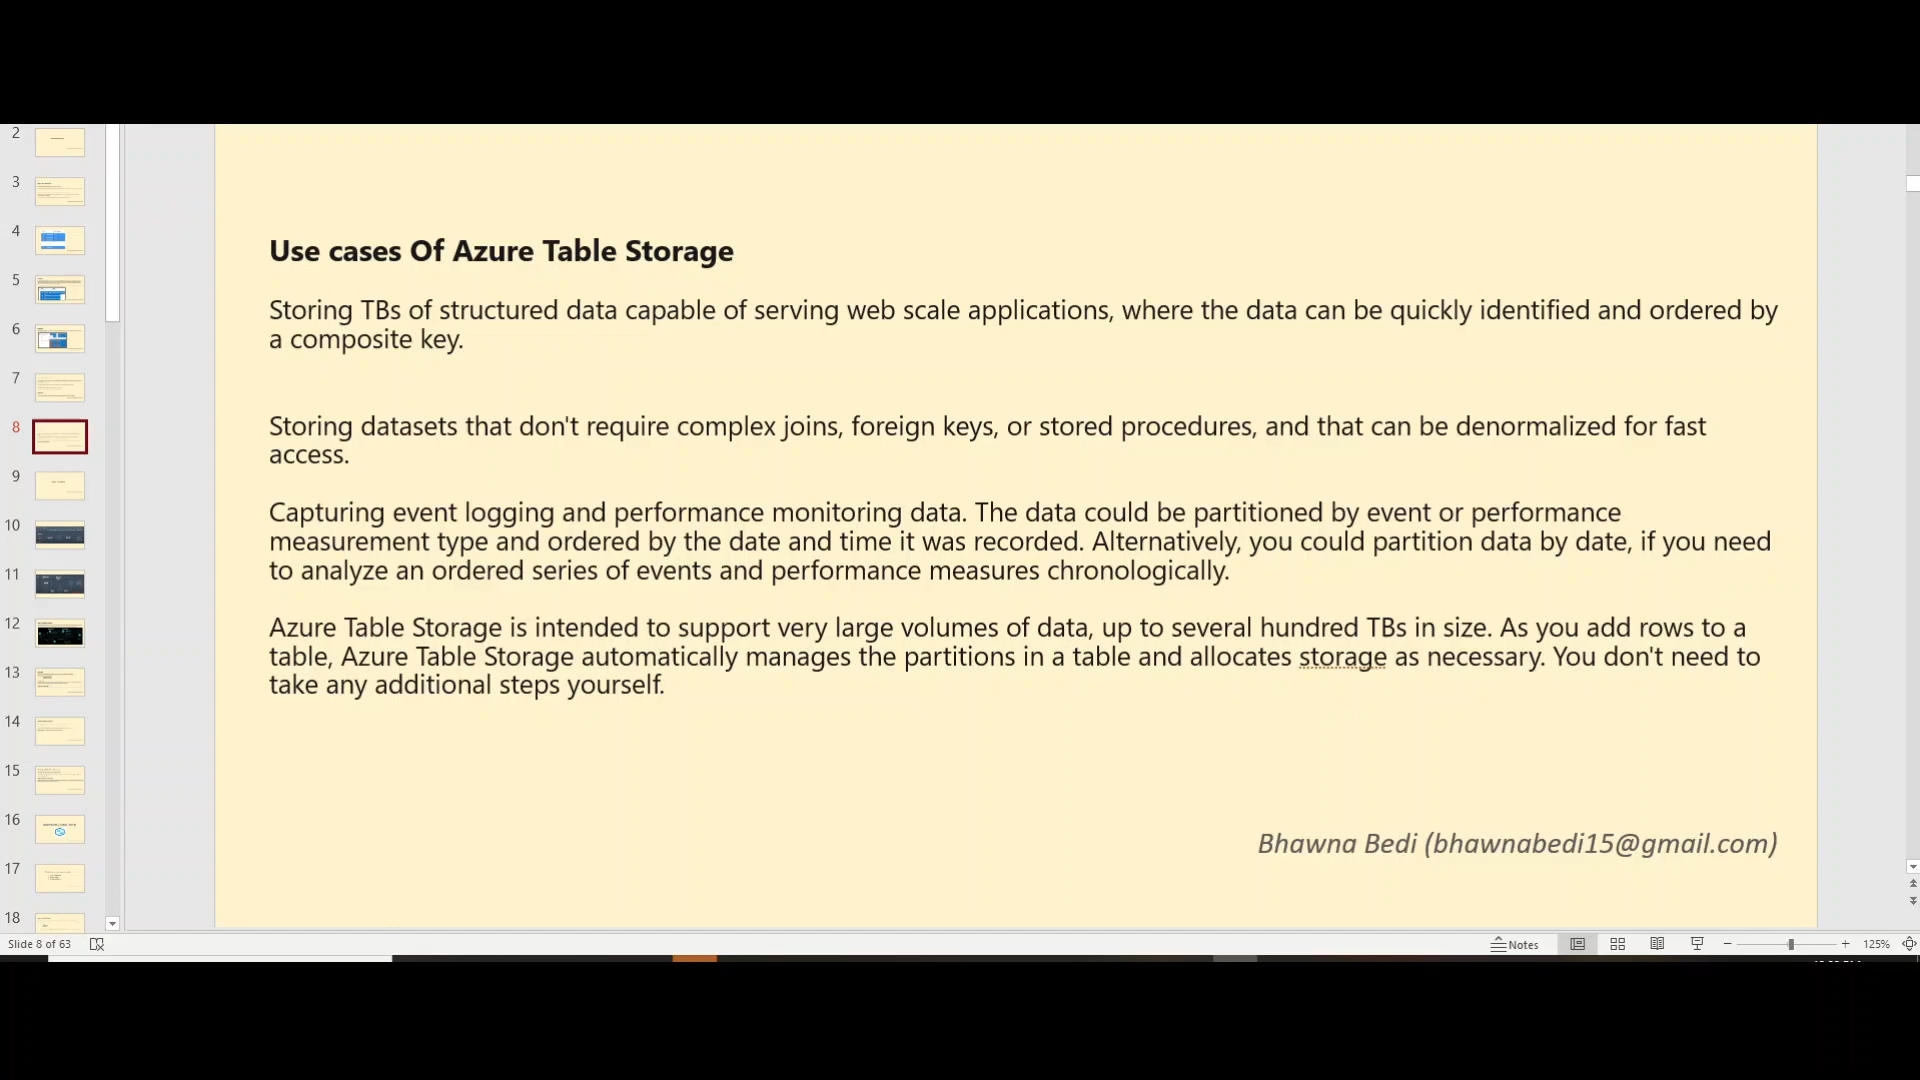 2
3
4
5
6
7
8
9
10
11
12
13
14
15
16
17
18
Use cases Of Azure Table Storage
Storing TBs of structured data capable of serving web scale applications, where the data can be quickly identified and ordered by
a composite key.
Storing datasets that don't require complex joins, foreign keys, or stored procedures, and that can be denormalized for fast
access.
Capturing event logging and performance monitoring data. The data could be partitioned by event or performance
measurement type and ordered by the date and time it was recorded. Alternatively, you could partition data by date, if you need
to analyze an ordered series of events and performance measures chronologically.
Azure Table Storage is intended to support very large volumes of data, up to several hundred TBs in size. As you add rows to a
table, Azure Table Storage automatically manages the partitions in a table and allocates storage as necessary. You don't need to
take any additional steps yourself.
Bhawna Bedi (bhawnabedi15@gmail.com)
Slide 8 of 63
Notes
125%